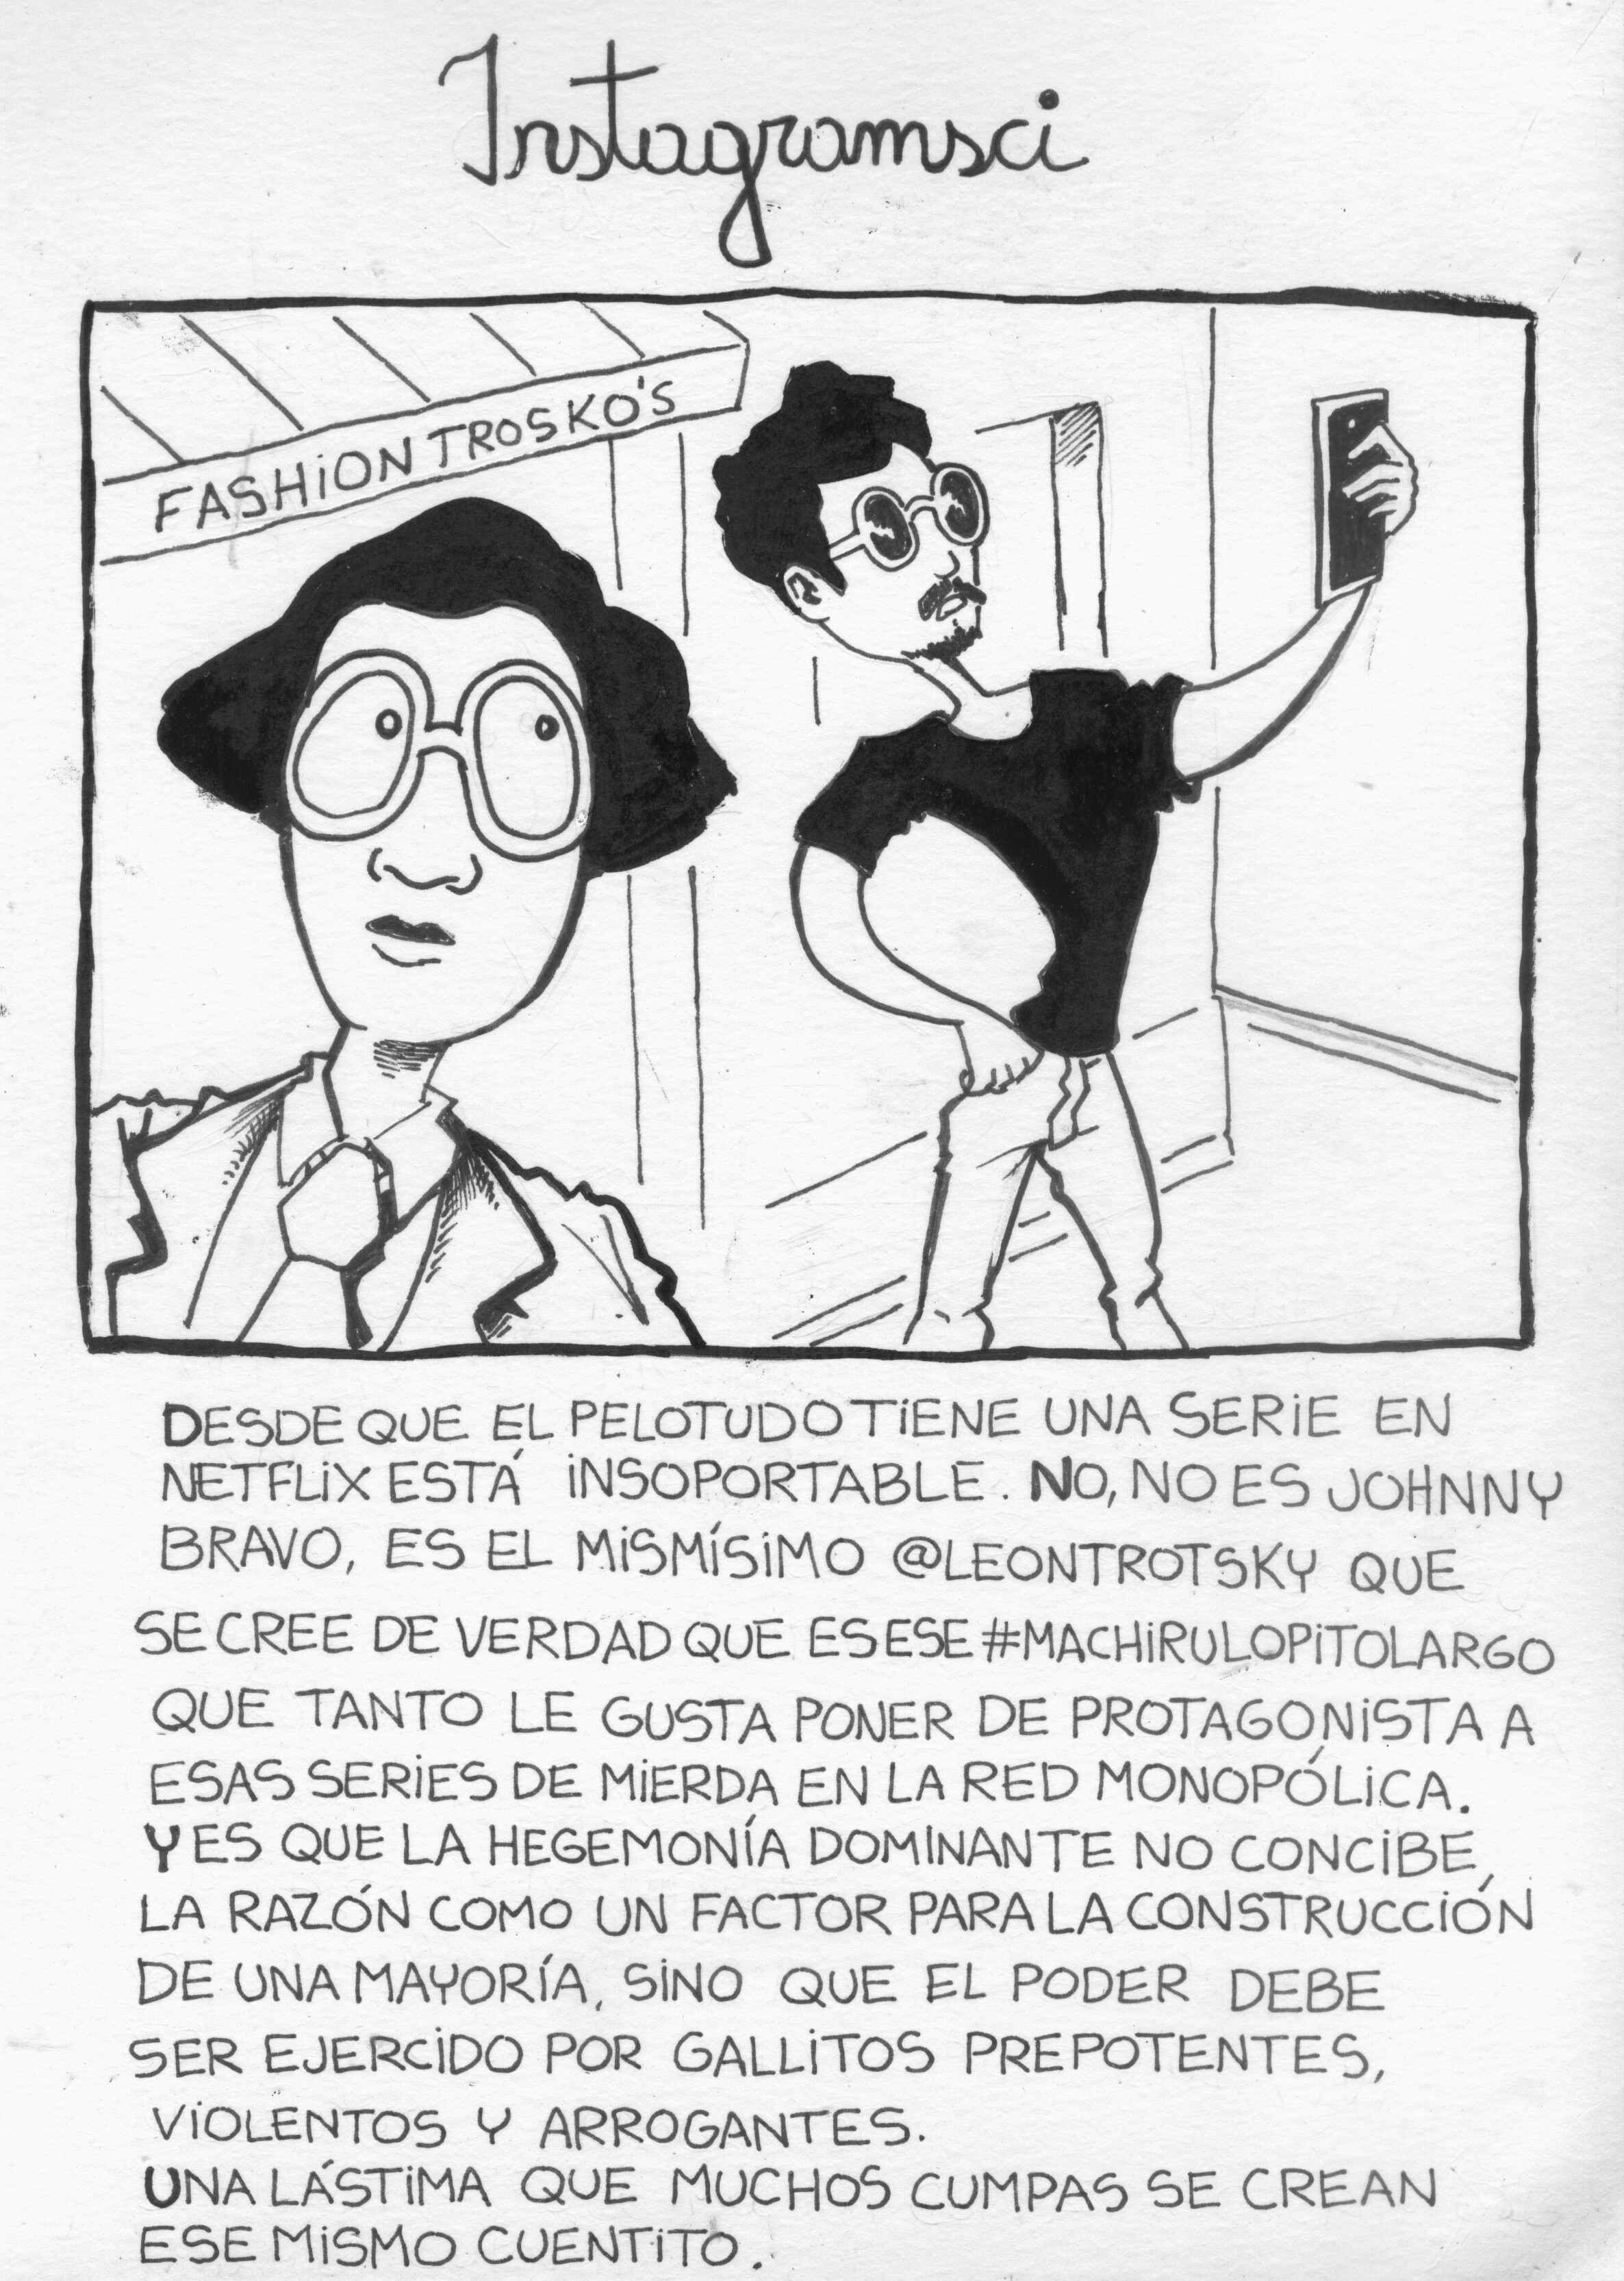 Instagramsci
FASHiON TROSKO'S
DESDE QUE EL PELOTUDO TiENE UNA SERiE EN
NETFLiX ESTÁ iNSOPORTABLE. NO, NO ES JOHNNY
BRAVO, ES EL MiSMÍSiMO @LEONTROTSKY QUE
SE CREE DE VERDAD QUE ES ESE #MACHiRULOPiTOLARGO
QUE TANTO LE GUSTA PONER DE PROTAGONiSTA A
ESAS SERiES DE MiERDA EN LA RED MONOPÓLiCA.
Y ES QUE LA HEGEMONÍA DOMINANTE NO CONCiBE,
LA RAZÓN COMO UN FACTOR PARA LA CONSTRUCCiÓN
DE UNA MAYORÍA, SiNO QUE EL PODER DEBE
SER EJERCiDO POR GALLiTOS PREPOTENTES,
ViOLENTOS Y ARROGANTES.
UNA LÁSTiMA QUE MUCHOS CUMPAS SE CREAN
ESE MiSMO CUENTiTO.